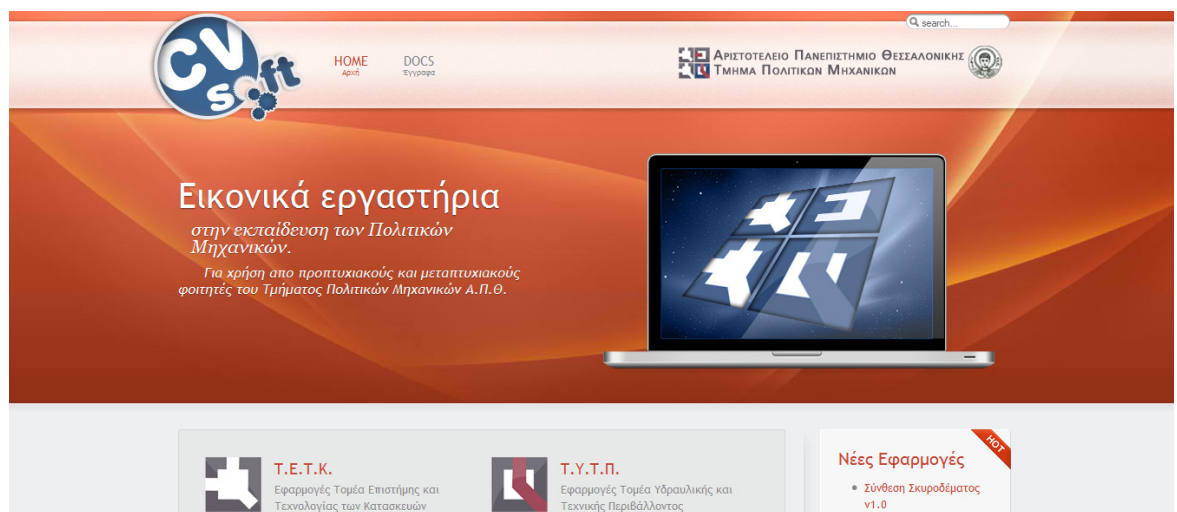 search...
CV
soft
HOME
Αρχή
DOCS
Έγγραφα
Αριστοτελειο Πανεπιστημιο Θεσσαλονικης
Τμημα Πολιτικων Μηχανικων
Εικονικά εργαστήρια
στην εκπαίδευση των Πολιτικών
Μηχανικών.
Για χρήση απο προπτυχιακούς και μεταπτυχιακούς
φοιτητές του Τμήματος Πολιτικών Μηχανικών Α.Π.Θ.
Τ.Ε.Τ.Κ.
Εφαρμογές Τομέα Επιστήμης και
Τεχνολογίας των Κατασκευών
Τ.Υ.Τ.Π.
Εφαρμογές Τομέα Υδραυλικής και
Τεχνικής Περιβάλλοντος
HOT
Νέες Εφαρμογές
Σύνθεση Σκυροδέματος
v1.0